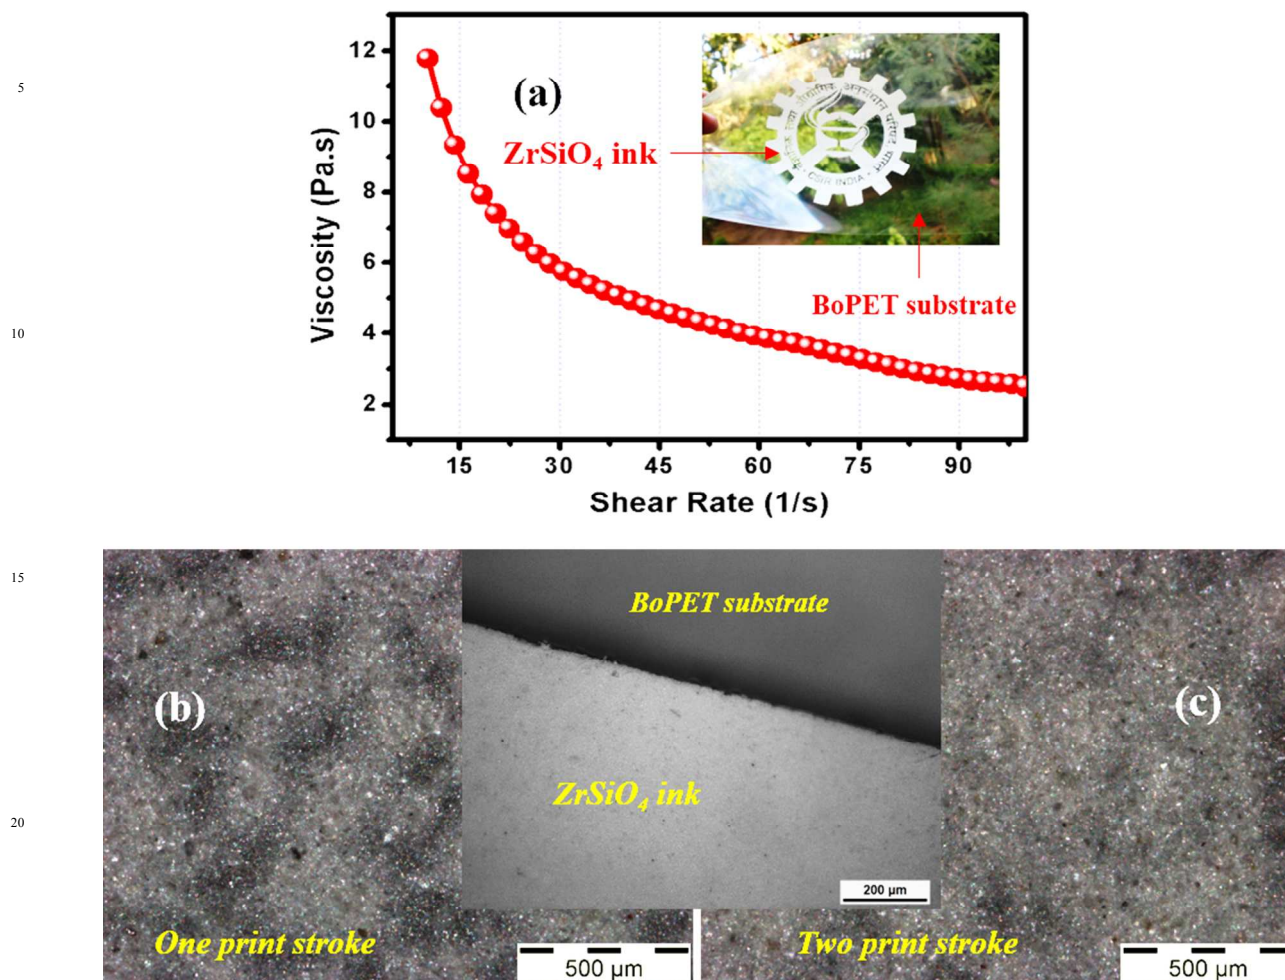 5
10
15
20
12
10
8
6
4
2
Viscosity (Pa.s)
(a)
ZrSiO₄ ink
CSIR INDIA
BoPET substrate
15 30 45 60 75 90
Shear Rate (1/s)
BoPET substrate
(b)
(c)
ZrSiO₄ ink
200 µm
One print stroke
500 µm
Two print stroke
500 µm